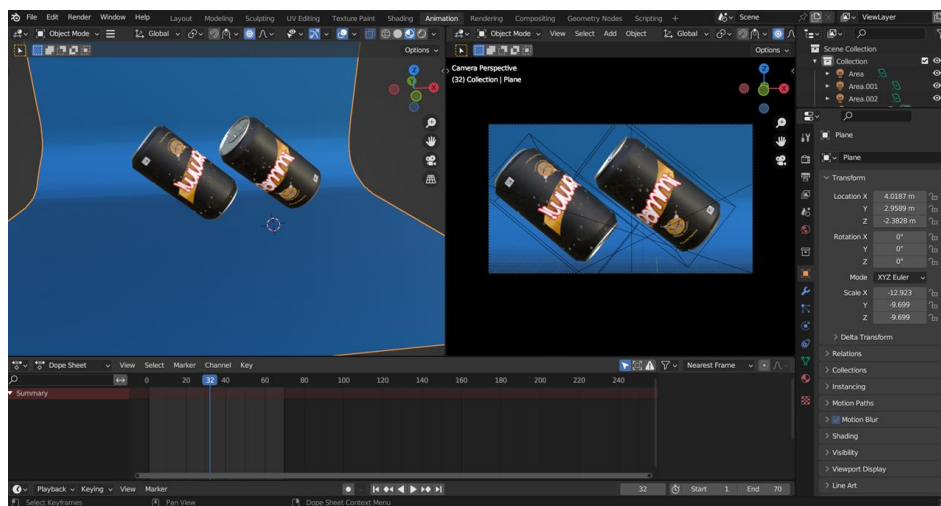 File Edit Render Window Help Layout Modeling Sculpting UV Editing Texture Paint Shading Animation Rendering Compositing Geometry Nodes Scripting + Scene ViewLayer
Object Mode Global Object Mode View Select Add Object Global
Options Options
Camera Perspective
(32) Collection | Plane
Scene Collection
Collection
Area
Area.001
Area.002
Plane
Plane
Transform
Location X 4.0187 m
Y 2.9589 m
Z -2.3828 m
Rotation X 0°
Y 0°
Z 0°
Mode XYZ Euler
Scale X -12.923
Y -9.699
Z -9.699
Delta Transform
Relations
Collections
Instancing
Motion Paths
Motion Blur
Shading
Visibility
Viewport Display
Line Art
Dope Sheet View Select Marker Channel Key Nearest Frame
0 20 32 40 60 80 100 120 140 160 180 200 220 240
Summary
Playback Keying View Marker 32 Start 1 End 70
Select Keyframes Pan View Dope Sheet Context Menu